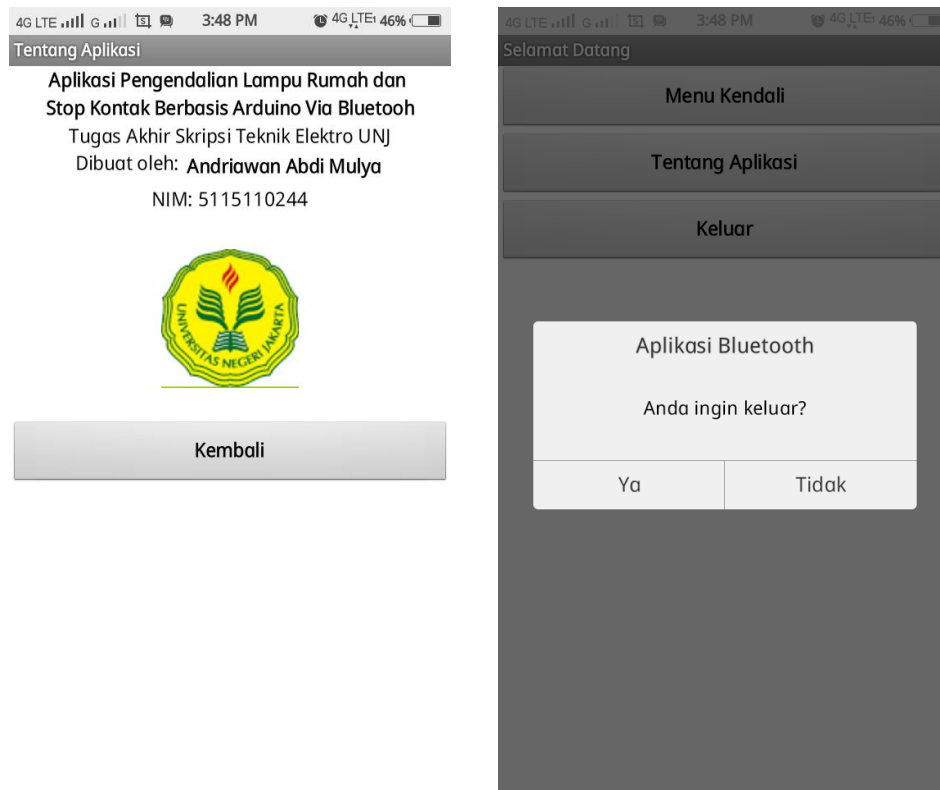 4G LTE G 3:48 PM 4G LTE1 46%
Tentang Aplikasi
Aplikasi Pengendalian Lampu Rumah dan
Stop Kontak Berbasis Arduino Via Bluetooh
Tugas Akhir Skripsi Teknik Elektro UNJ
Dibuat oleh: Andriawan Abdi Mulya
NIM: 5115110244
UNIVERSITAS NEGERI JAKARTA
Kembali
4G LTE G 3:48 PM 4G LTE1 46%
Selamat Datang
Menu Kendali
Tentang Aplikasi
Keluar
Aplikasi Bluetooth
Anda ingin keluar?
Ya Tidak